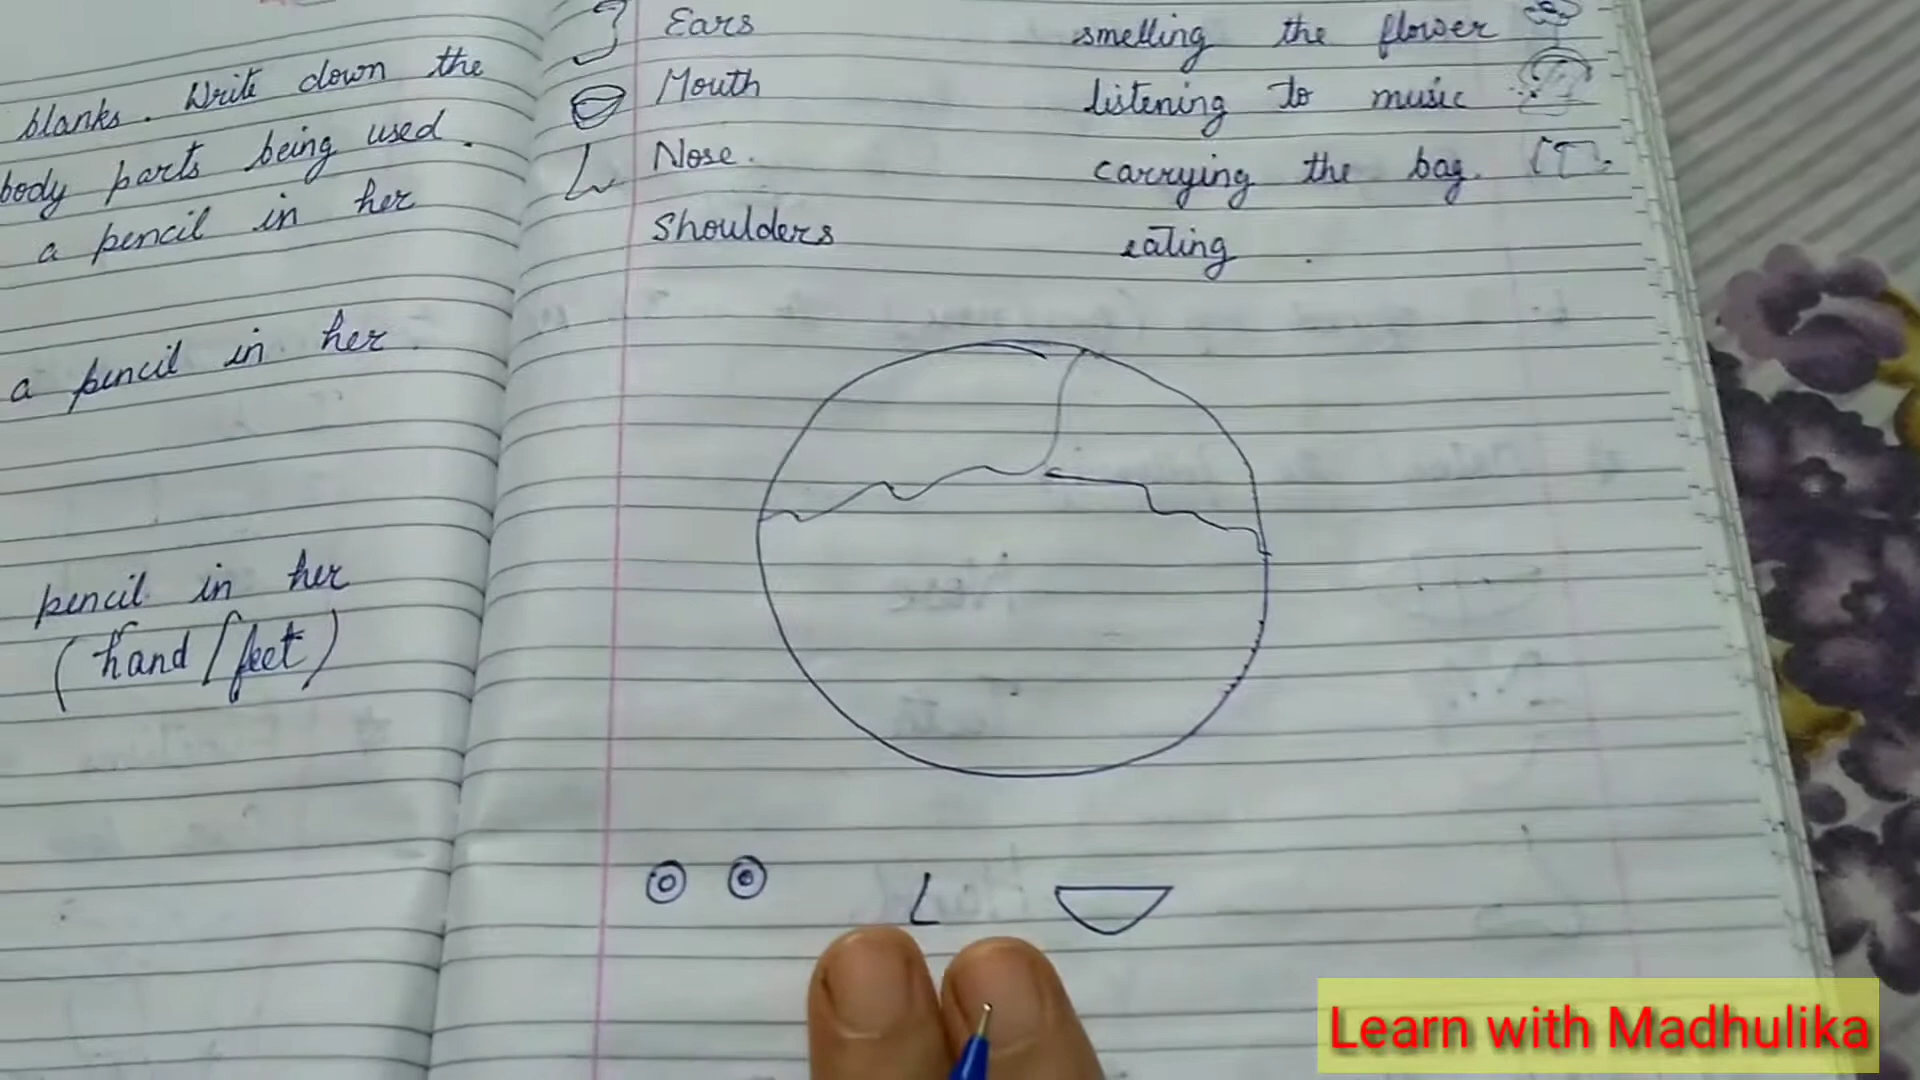 blanks. Write down the
body parts being used.
a pencil in her
a pencil in her
pencil in her
(hand/feet)
Ears smelling the flower
Mouth listening to music
Nose. carrying the bag.
Shoulders eating
Learn with Madhulika